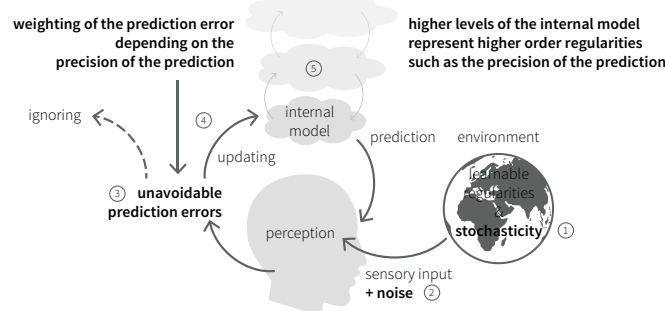 weighting of the prediction error
depending on the
precision of the prediction
higher levels of the internal model
represent higher order regularities
such as the precision of the prediction
5
ignoring
4
internal
model
updating
prediction
environment
learnable
regularities
&
stochasticity
1
3
unavoidable
prediction errors
perception
sensory input
+ noise
2